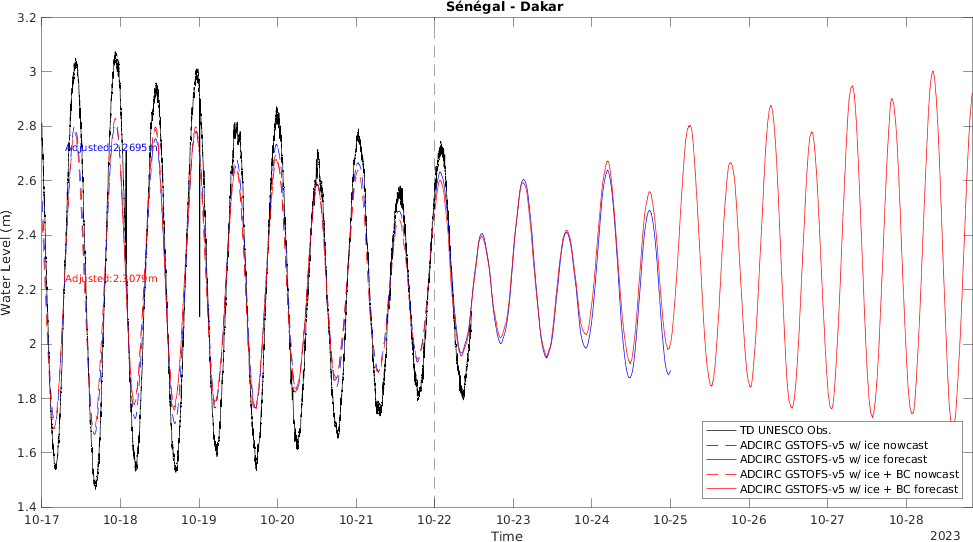 Sénégal - Dakar
3.2
3
2.8
2.6
2.4
2.2
2
1.8
1.6
1.4
Water Level (m)
Adjusted:2.2695m
Adjusted:2.3079m
TD UNESCO Obs.
ADCIRC GSTOFS-v5 w/ ice nowcast
ADCIRC GSTOFS-v5 w/ ice forecast
ADCIRC GSTOFS-v5 w/ ice + BC nowcast
ADCIRC GSTOFS-v5 w/ ice + BC forecast
10-17 10-18 10-19 10-20 10-21 10-22 10-23 10-24 10-25 10-26 10-27 10-28
Time
2023